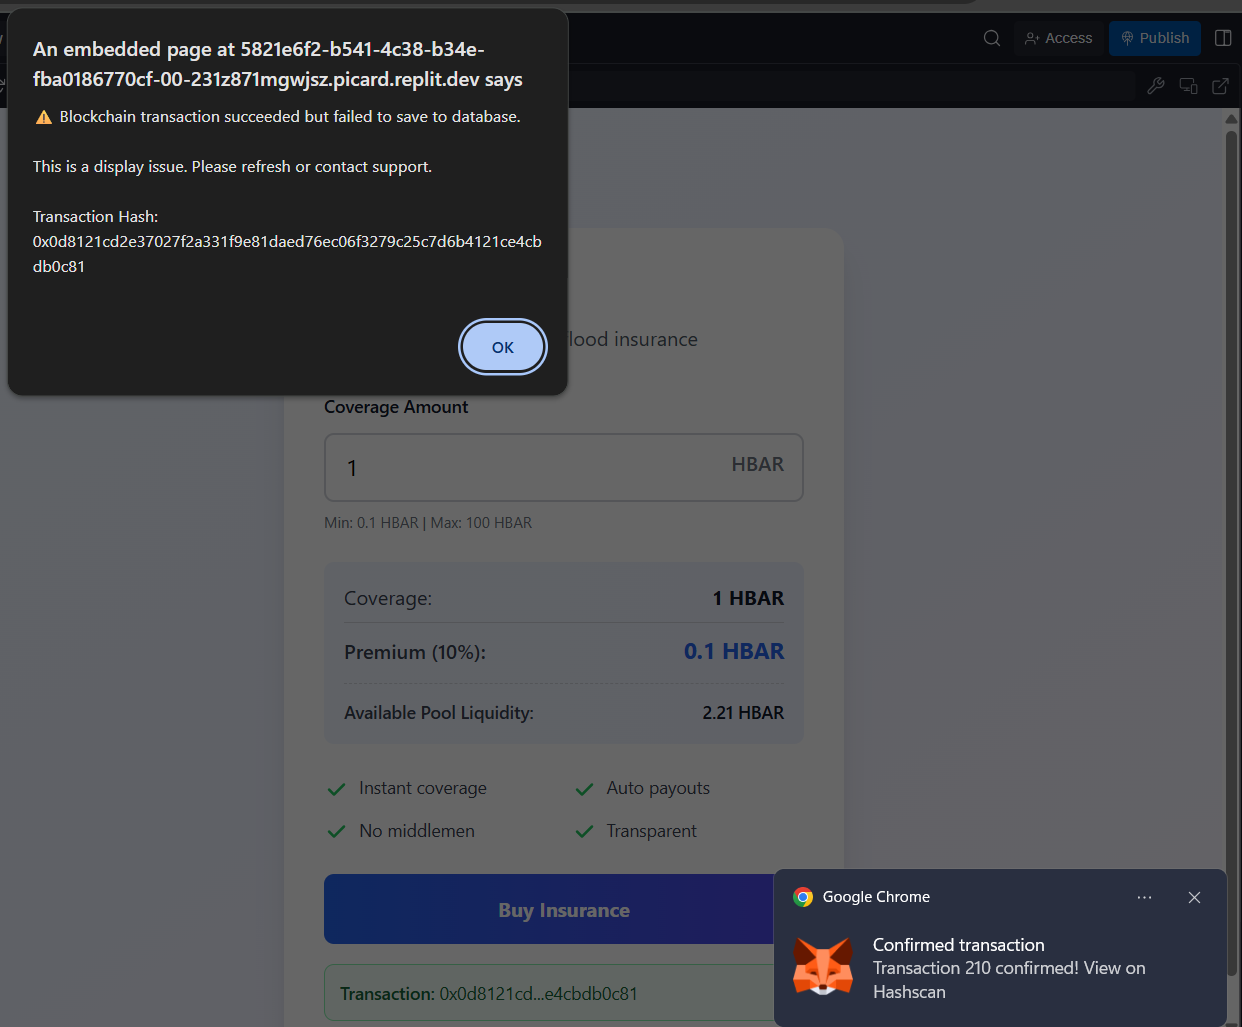 An embedded page at 5821e6f2-b541-4c38-b34e-
fba0186770cf-00-231z871mgwjsz.picard.replit.dev says
⚠️ Blockchain transaction succeeded but failed to save to database.
This is a display issue. Please refresh or contact support.
Transaction Hash:
0x0d8121cd2e37027f2a331f9e81daed76ec06f3279c25c7d6b4121ce4cb
db0c81
OK
Access
Publish
lood insurance
Coverage Amount
1 HBAR
Min: 0.1 HBAR | Max: 100 HBAR
Coverage: 1 HBAR
Premium (10%): 0.1 HBAR
Available Pool Liquidity: 2.21 HBAR
Instant coverage
Auto payouts
No middlemen
Transparent
Buy Insurance
Transaction: 0x0d8121cd...e4cbdb0c81
Google Chrome
Confirmed transaction
Transaction 210 confirmed! View on
Hashscan